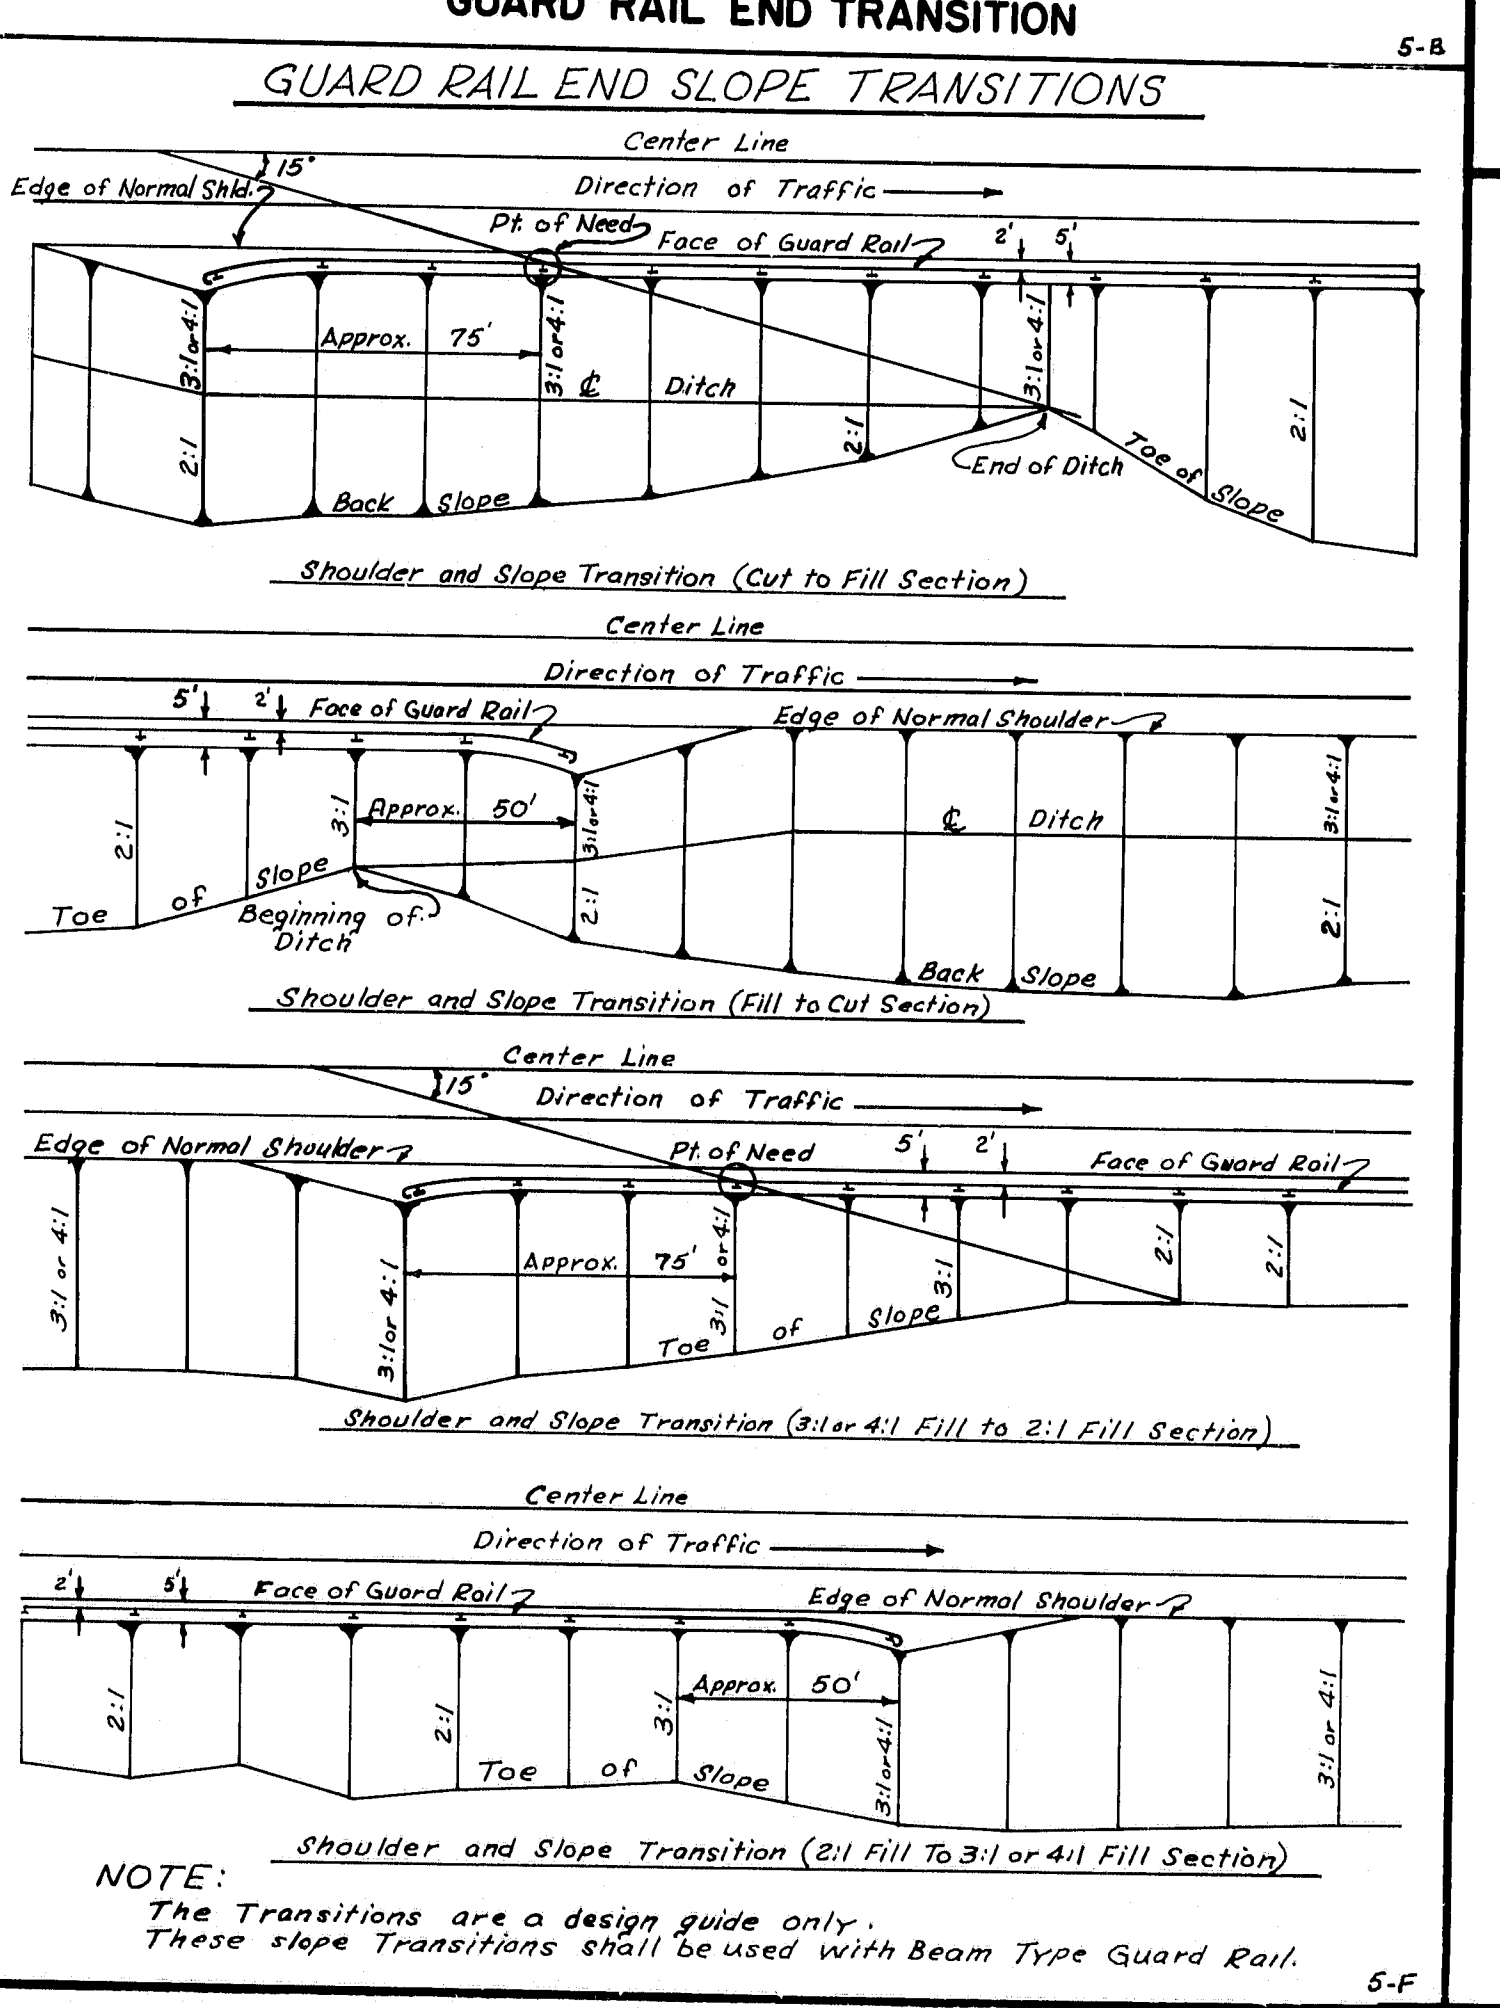 GUARD RAIL END TRANSITION
5-B
GUARD RAIL END SLOPE TRANSITIONS
Center Line
15°
Edge of Normal Shld.
Direction of Traffic
Pt. of Need
Face of Guard Rail
2' 5'
3:1 or 4:1
Approx. 75'
3:1 or 4:1
℄ Ditch
3:1 or 4:1
2:1
2:1
2:1
End of Ditch
Toe of Slope
Back Slope
Shoulder and Slope Transition (Cut to Fill Section)
Center Line
Direction of Traffic
5' 2'
Face of Guard Rail
Edge of Normal Shoulder
2:1
3:1
Approx. 50'
3:1 or 4:1
℄ Ditch
3:1 or 4:1
Toe of Slope
Beginning of
Ditch
2:1
2:1
Back Slope
Shoulder and Slope Transition (Fill to Cut Section)
Center Line
15°
Direction of Traffic
Edge of Normal Shoulder
Pt. of Need
5' 2'
Face of Guard Rail
3:1 or 4:1
3:1 or 4:1
Approx. 75'
3:1 or 4:1
3:1
2:1
2:1
Toe of Slope
Shoulder and Slope Transition (3:1 or 4:1 Fill to 2:1 Fill Section)
Center Line
Direction of Traffic
2' 5'
Face of Guard Rail
Edge of Normal Shoulder
2:1
2:1
3:1
Approx. 50'
3:1 or 4:1
3:1 or 4:1
Toe of Slope
Shoulder and Slope Transition (2:1 Fill To 3:1 or 4:1 Fill Section)
NOTE:
The Transitions are a design guide only.
These slope Transitions shall be used with Beam Type Guard Rail.
5-F